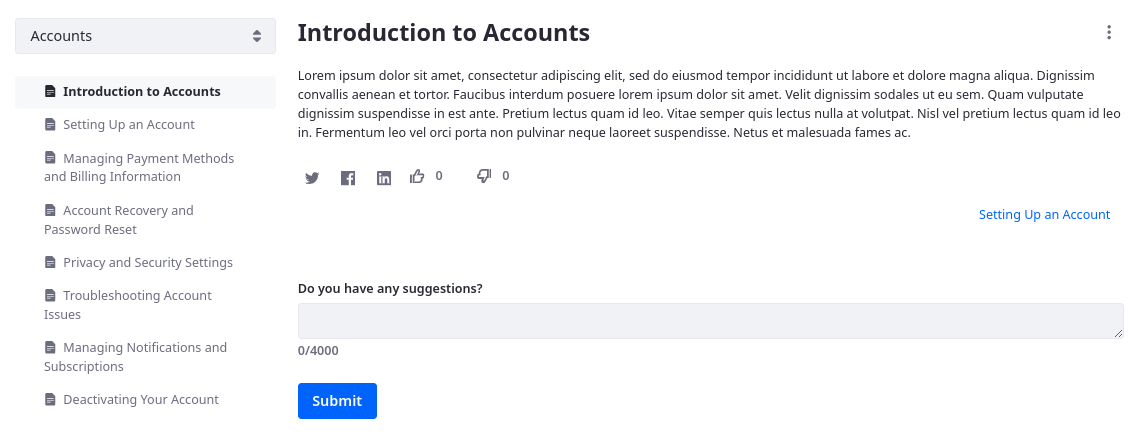 Accounts
Introduction to Accounts
Setting Up an Account
Managing Payment Methods
and Billing Information
Account Recovery and
Password Reset
Privacy and Security Settings
Troubleshooting Account
Issues
Managing Notifications and
Subscriptions
Deactivating Your Account
Introduction to Accounts
Lorem ipsum dolor sit amet, consectetur adipiscing elit, sed do eiusmod tempor incididunt ut labore et dolore magna aliqua. Dignissim
convallis aenean et tortor. Faucibus interdum posuere lorem ipsum dolor sit amet. Velit dignissim sodales ut eu sem. Quam vulputate
dignissim suspendisse in est ante. Pretium lectus quam id leo. Vitae semper quis lectus nulla at volutpat. Nisl vel pretium lectus quam id leo
in. Fermentum leo vel orci porta non pulvinar neque laoreet suspendisse. Netus et malesuada fames ac.
0 0
Setting Up an Account
Do you have any suggestions?
0/4000
Submit